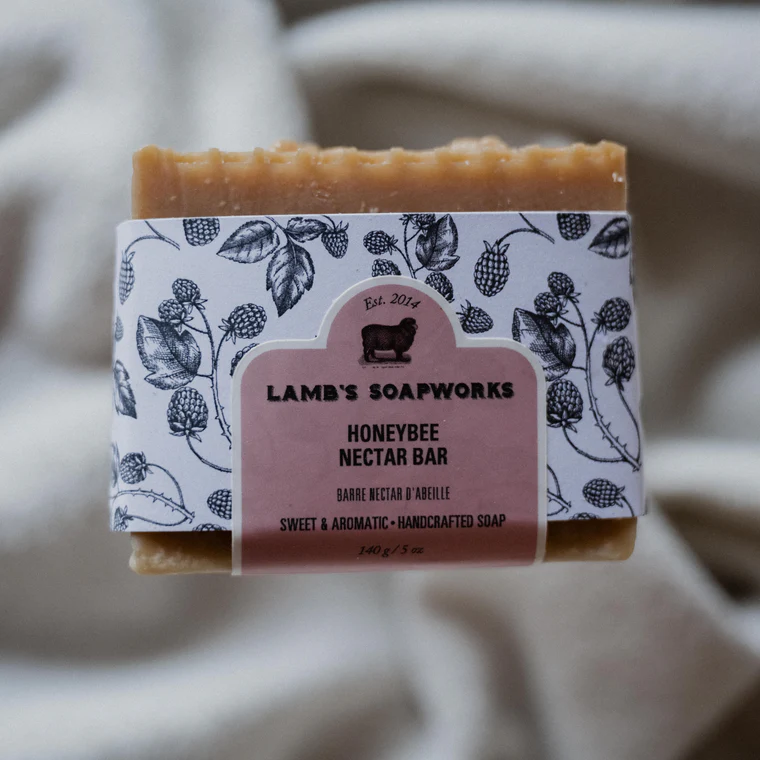 Est. 2014
LAMB'S SOAPWORKS
HONEYBEE
NECTAR BAR
BARRE NECTAR D'ABEILLE
SWEET & AROMATIC • HANDCRAFTED SOAP
140 g / 5 oz